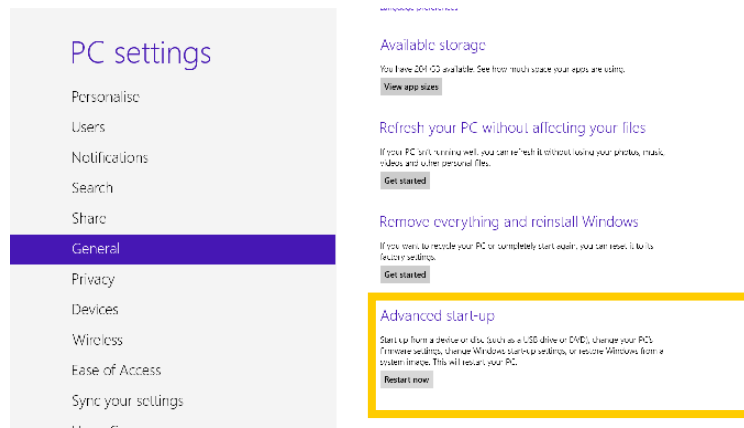 PC settings
Personalise
Users
Notifications
Search
Share
General
Privacy
Devices
Wireless
Ease of Access
Sync your settings
Language preferences
Available storage
You have 204 GB available. See how much space your apps are using.
View app sizes
Refresh your PC without affecting your files
If your PC isn't running well, you can refresh it without losing your photos, music,
videos and other personal files.
Get started
Remove everything and reinstall Windows
If you want to recycle your PC or completely start again, you can reset it to its
factory settings.
Get started
Advanced start-up
Start up from a device or disc (such as a USB drive or DVD), change your PC's
firmware settings, change Windows start-up settings, or restore Windows from a
system image. This will restart your PC.
Restart now